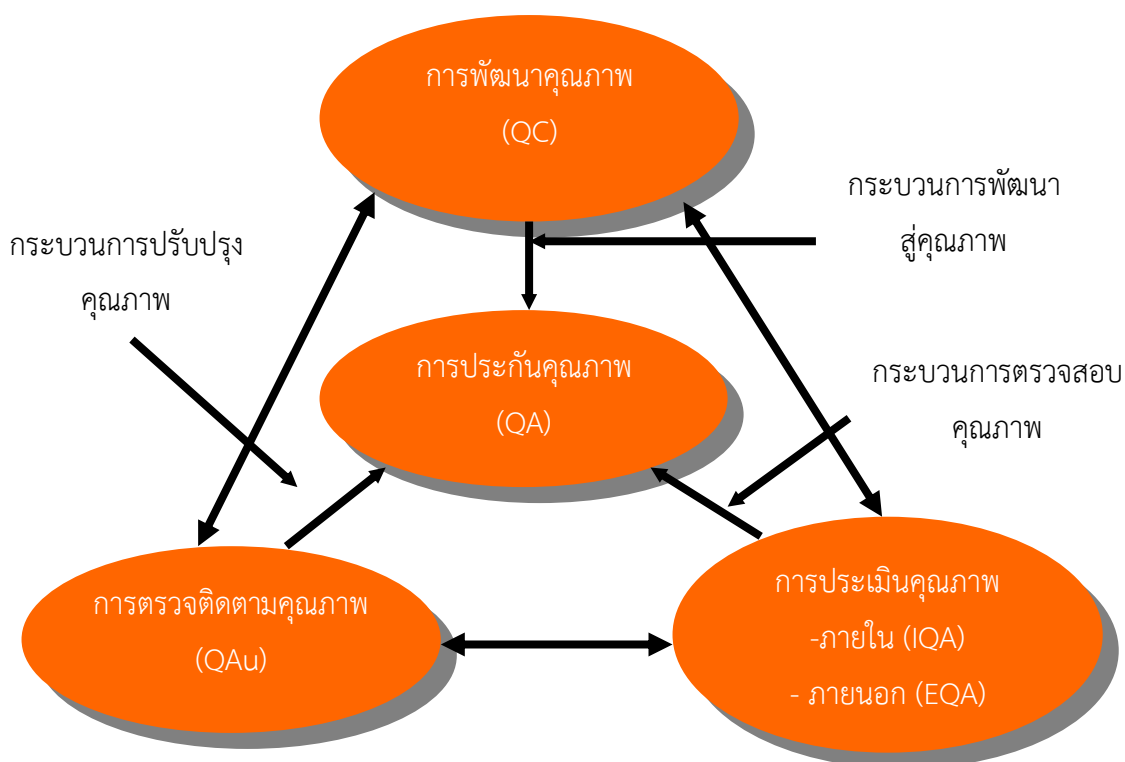 การพัฒนาคุณภาพ
(QC)
กระบวนการพัฒนา
สู่คุณภาพ
กระบวนการปรับปรุง
คุณภาพ
การประกันคุณภาพ
(QA)
กระบวนการตรวจสอบ
คุณภาพ
การตรวจติดตามคุณภาพ
(QAu)
การประเมินคุณภาพ
-ภายใน (IQA)
- ภายนอก (EQA)